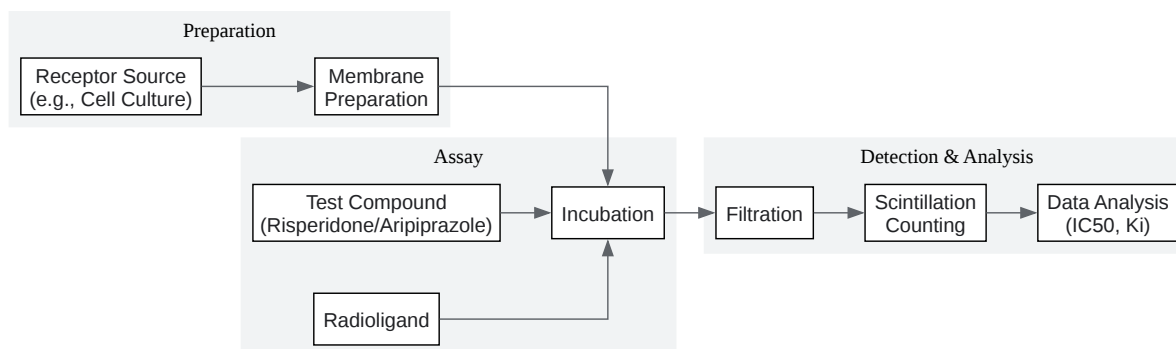 Preparation
Receptor Source
(e.g., Cell Culture)
Membrane
Preparation
Assay
Test Compound
(Risperidone/Aripiprazole)
Incubation
Radioligand
Detection & Analysis
Filtration
Scintillation
Counting
Data Analysis
(IC50, Ki)